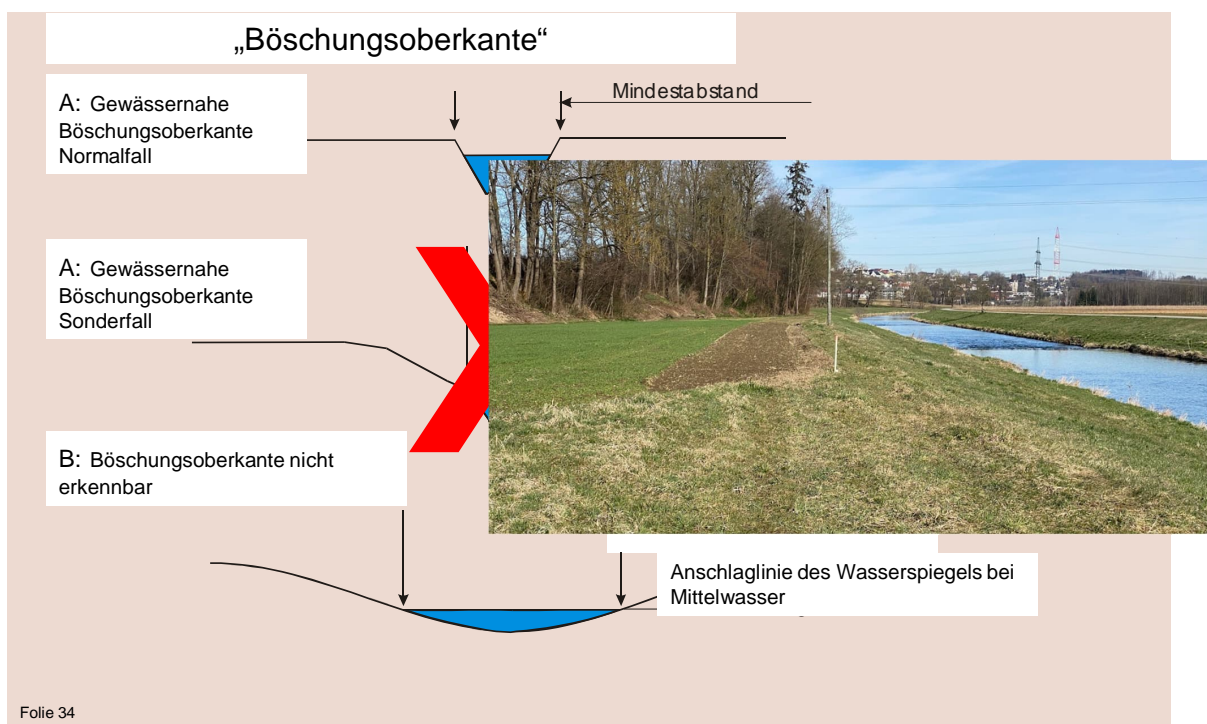 „Böschungsoberkante“
A: Gewässernahe
Böschungsoberkante
Normalfall
Mindestabstand
A: Gewässernahe
Böschungsoberkante
Sonderfall
B: Böschungsoberkante nicht
erkennbar
Anschlaglinie des Wasserspiegels bei
Mittelwasser
Folie 34